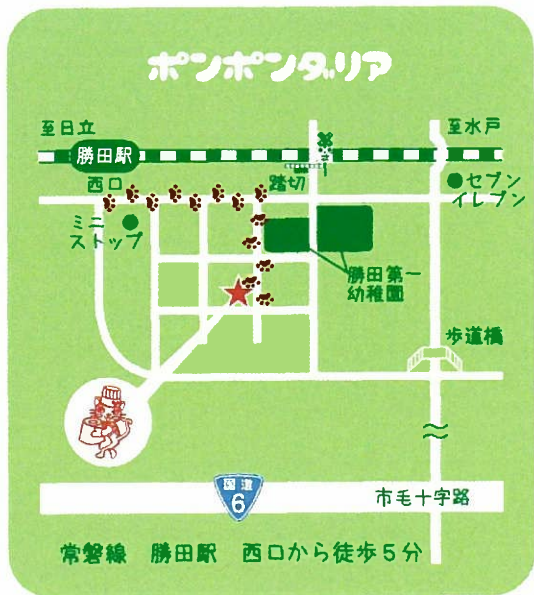 ポンポンダリア
至日立
至水戸
勝田駅
西口
踏切
セブン
イレブン
ミニ
ストップ
勝田第一
幼稚園
歩道橋
国道
6
市毛十字路
常磐線 勝田駅 西口から徒歩5分